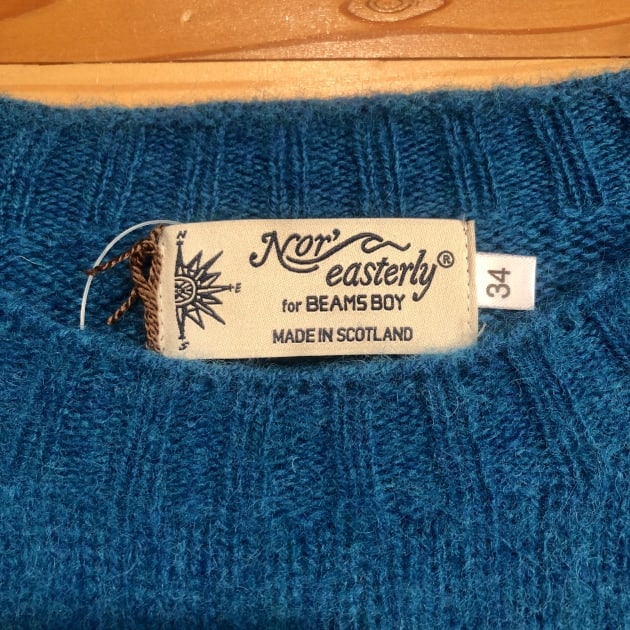 N
E
S
Nor'
easterly®
for BEAMS BOY
MADE IN SCOTLAND
34